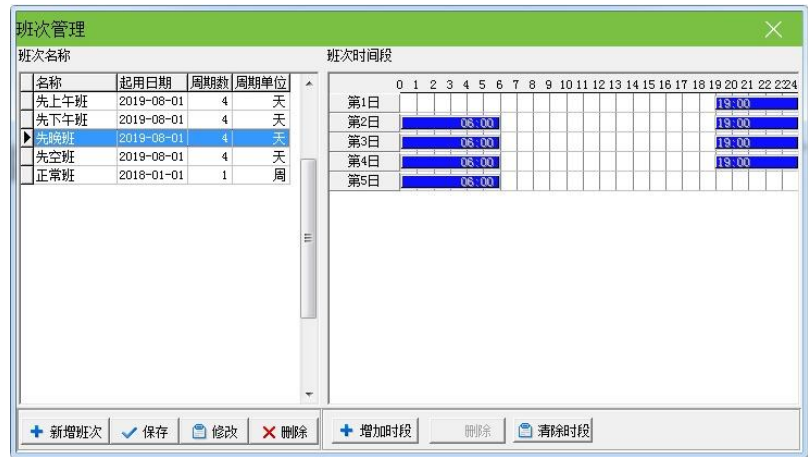 班次管理
班次名称
班次时间段
名称 起用日期 周期数 周期单位
先上午班 2019-08-01 4 天
先下午班 2019-08-01 4 天
先晚班 2019-08-01 4 天
先空班 2019-08-01 4 天
正常班 2018-01-01 1 周
0 1 2 3 4 5 6 7 8 9 10 11 12 13 14 15 16 17 18 19 20 21 22 2324
第1日 19:00
第2日 06:00 19:00
第3日 06:00 19:00
第4日 06:00 19:00
第5日 06:00
新增班次 保存 修改 删除
增加时段 删除 清除时段